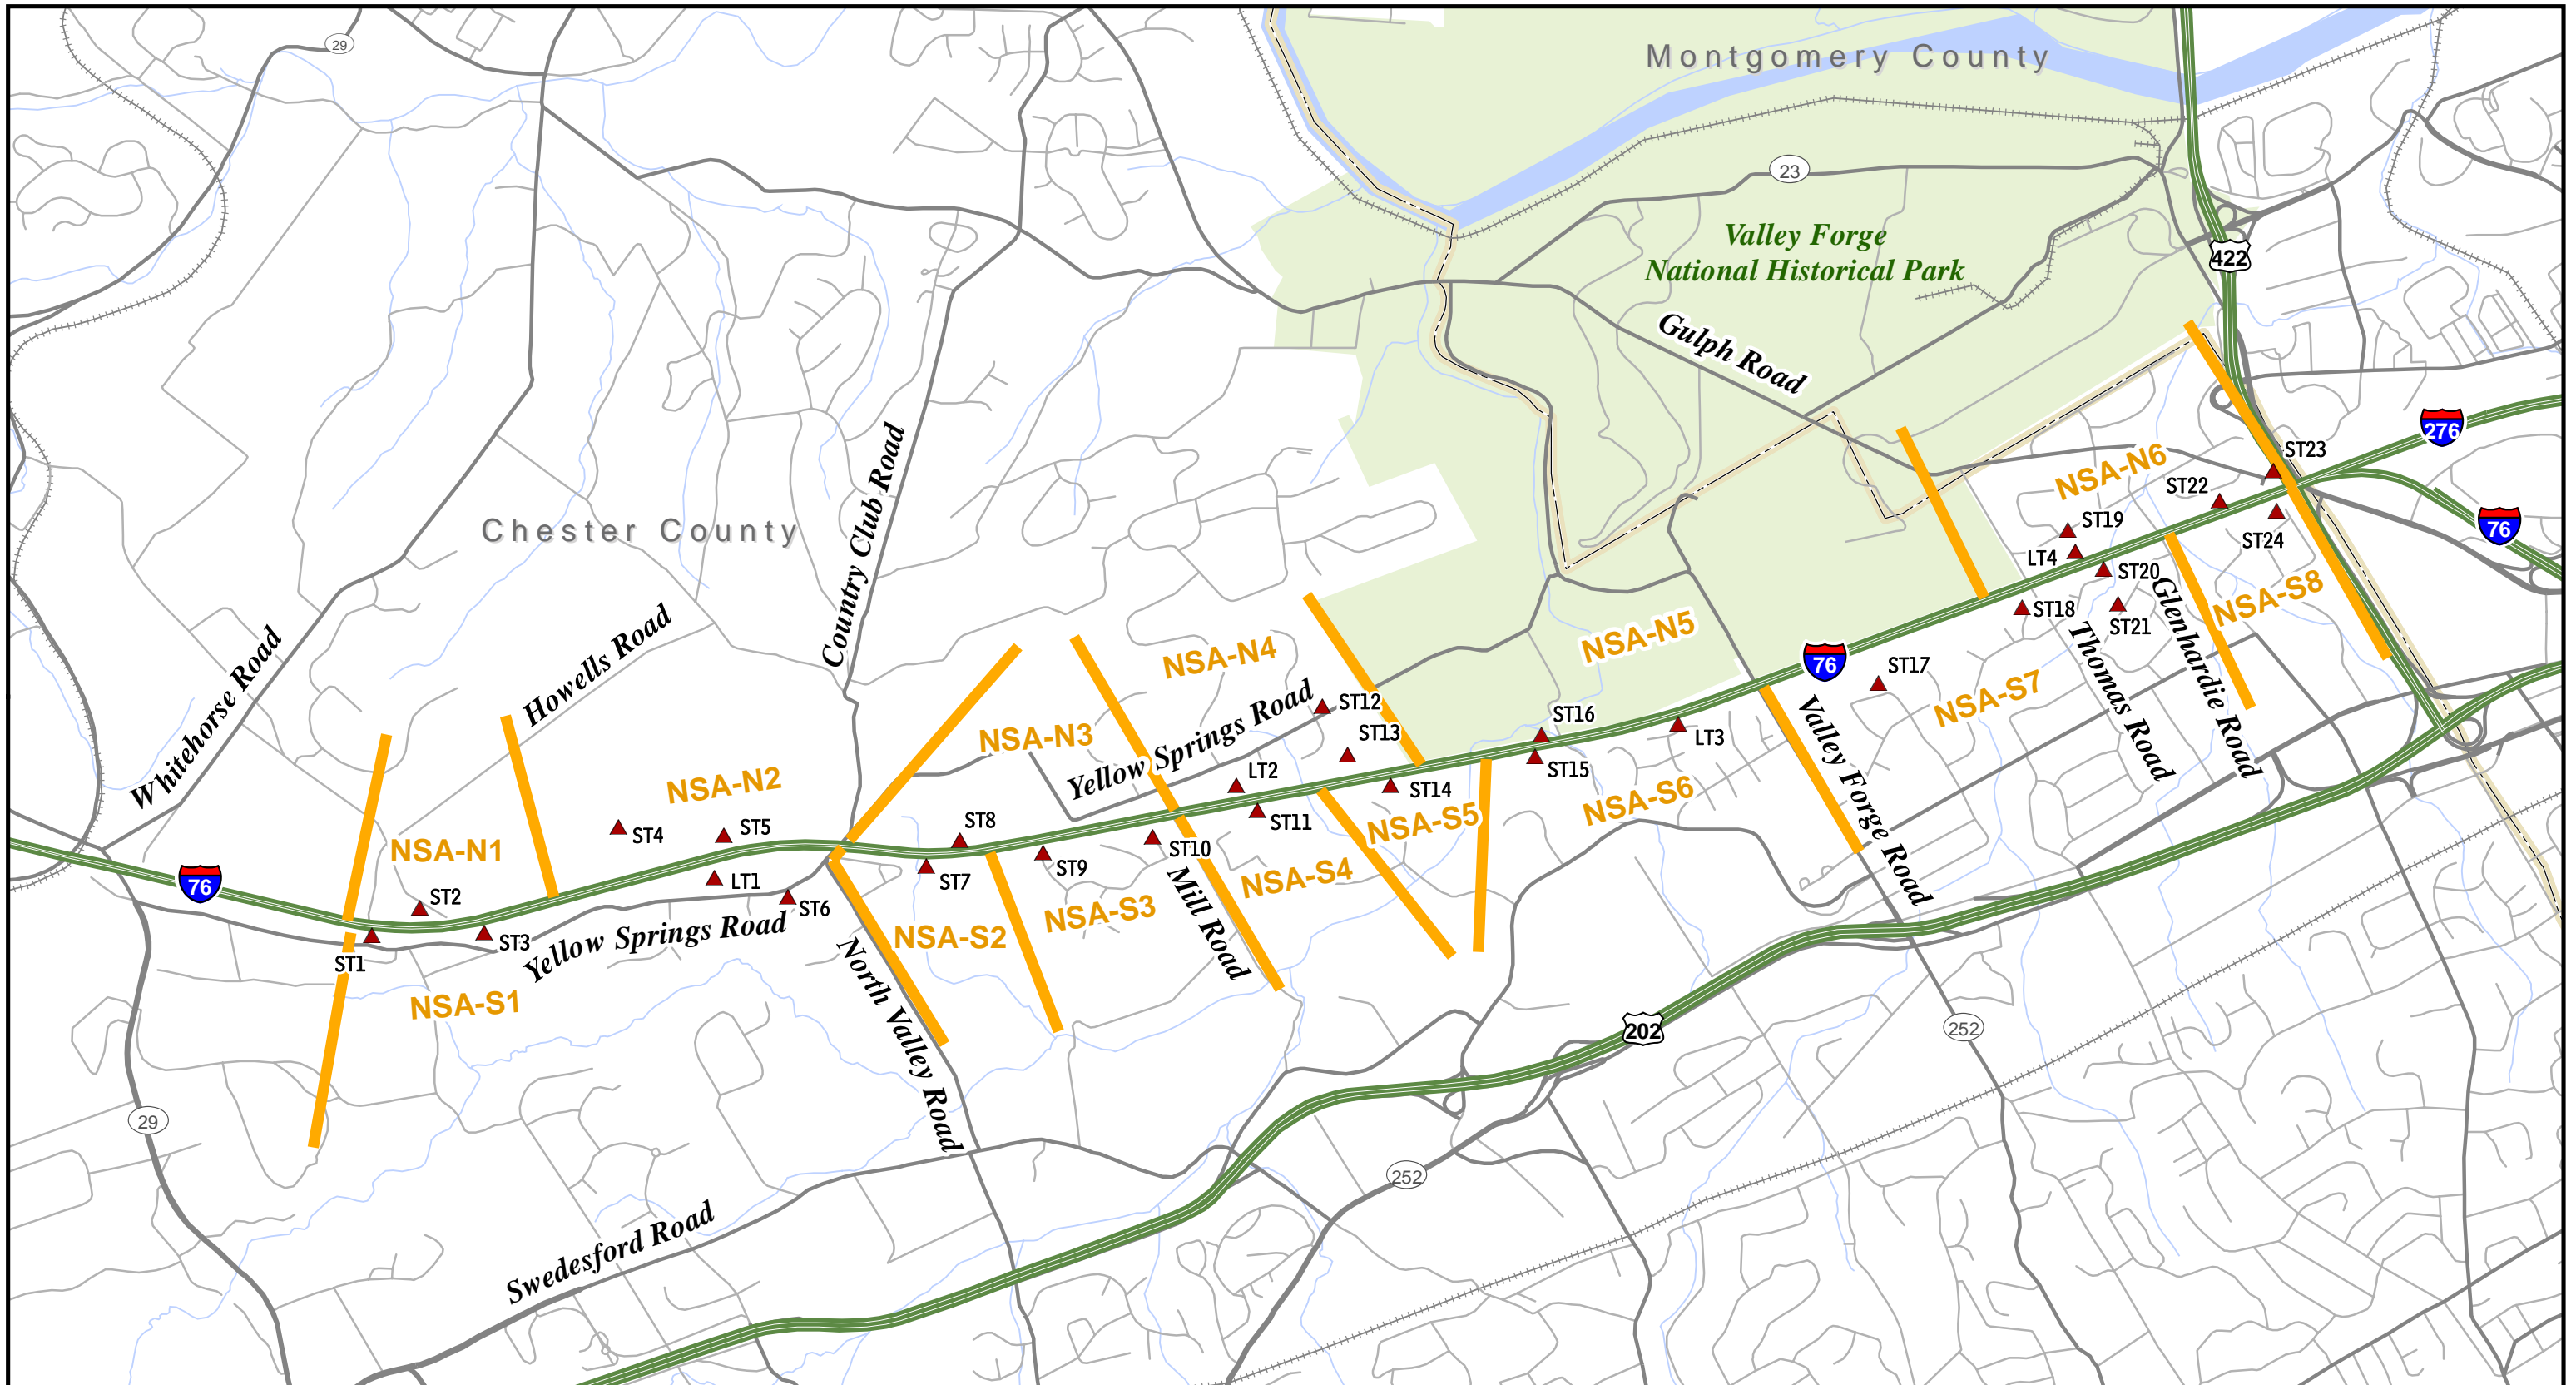 29
Montgomery County
23
Valley Forge
National Historical Park
422
Gulph Road
276
ST23
NSA-N6
ST22
76
Chester County
Country Club Road
ST19
ST24
LT4
ST20
NSA-S8
Glenhardie Road
ST18
ST21
Thomas Road
Howells Road
Whitehorse Road
NSA-N5
NSA-N4
76
ST17
NSA-S7
ST12
Yellow Springs Road
NSA-N3
ST13
ST16
LT3
Valley Forge Road
LT2
ST15
NSA-N2
ST14
NSA-S6
ST4
ST5
ST8
ST11
NSA-S5
NSA-N1
ST10
Mill Road
ST9
76
LT1
ST7
NSA-S4
ST2
ST6
NSA-S3
Yellow Springs Road
ST3
NSA-S2
North Valley Road
ST1
NSA-S1
202
252
29
252
Swedesford Road